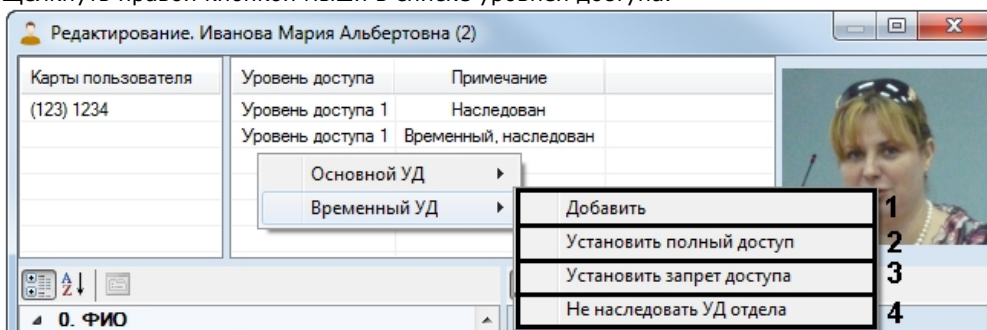 щелкнуть правой кнопкой мыши в списке уровней доступа.
Редактирование. Иванова Мария Альбертовна (2)
Карты пользователя Уровень доступа Примечание
(123) 1234 Уровень доступа 1 Наследован
Уровень доступа 1 Временный, наследован
Основной УД
Временный УД
Добавить 1
Установить полный доступ 2
Установить запрет доступа 3
Не наследовать УД отдела 4
0. ФИО